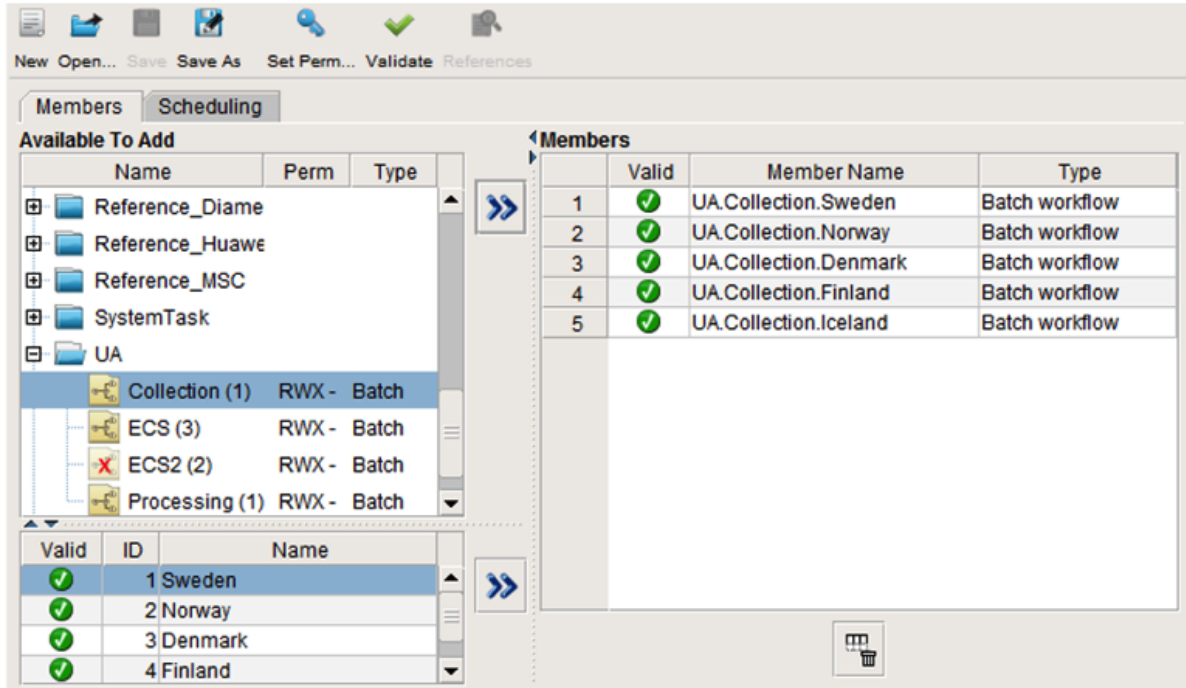 New Open... Save Save As Set Perm... Validate References
Members Scheduling
Available To Add
Name Perm Type
Reference_Diame
Reference_Huawe
Reference_MSC
SystemTask
UA
Collection (1) RWX - Batch
ECS (3) RWX - Batch
ECS2 (2) RWX - Batch
Processing (1) RWX - Batch
Valid ID Name
1 Sweden
2 Norway
3 Denmark
4 Finland
Members
Valid Member Name Type
1 UA.Collection.Sweden Batch workflow
2 UA.Collection.Norway Batch workflow
3 UA.Collection.Denmark Batch workflow
4 UA.Collection.Finland Batch workflow
5 UA.Collection.Iceland Batch workflow